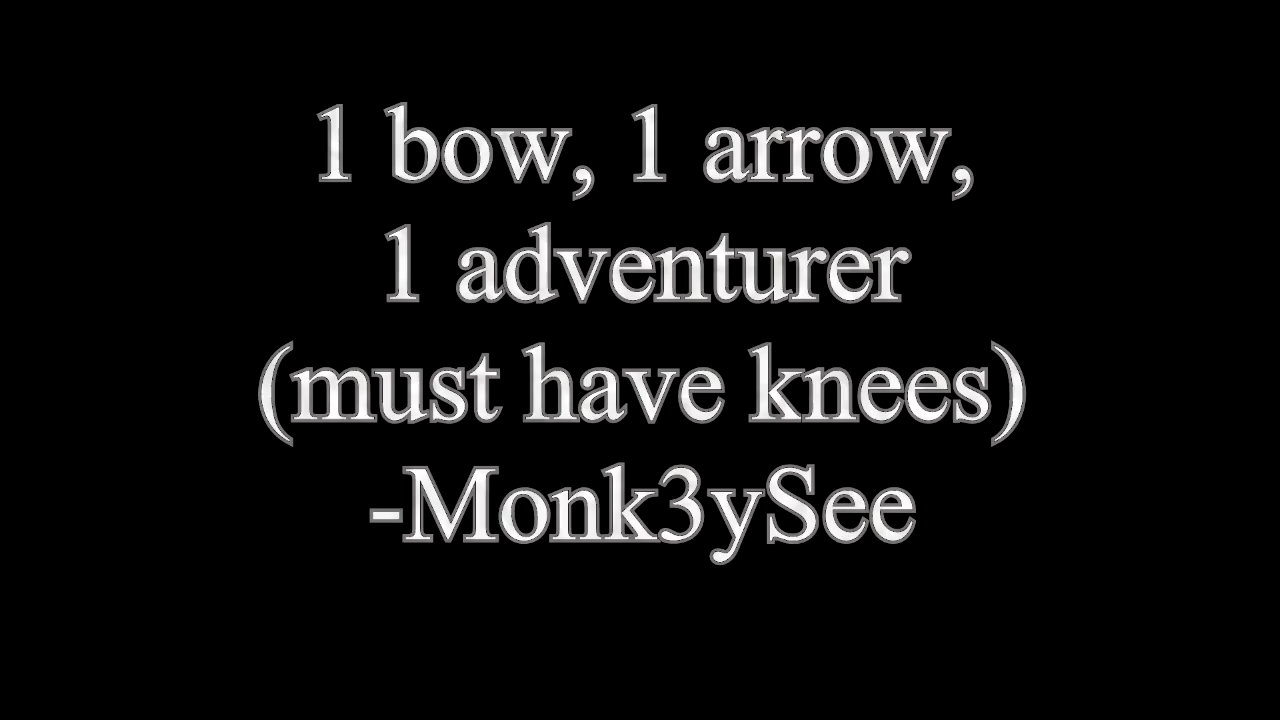 1 bow, 1 arrow,
1 adventurer
(must have knees)
-Monk3ySee